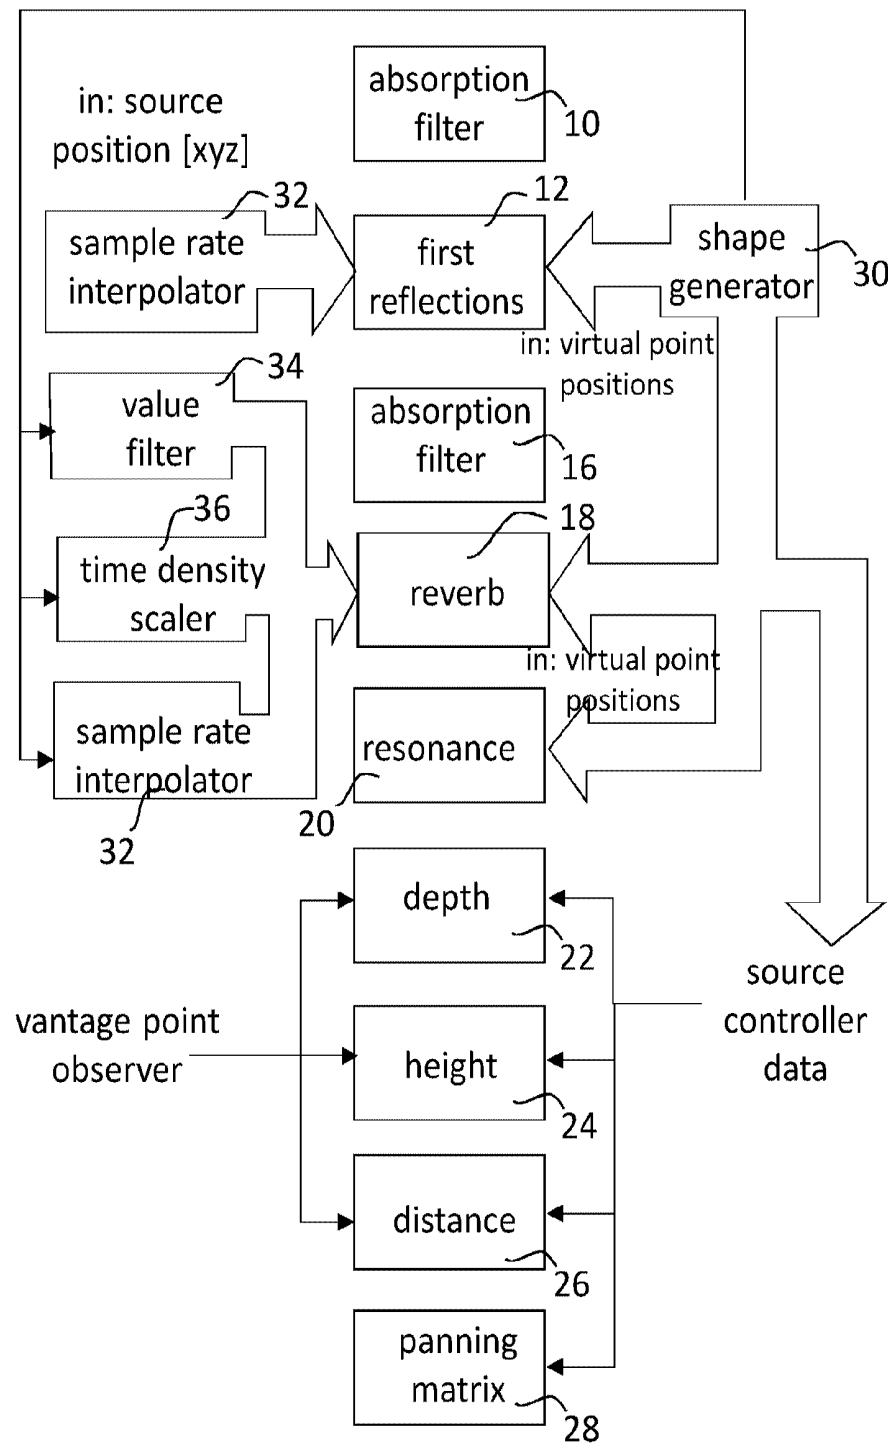 absorption
filter
10
in: source
position [xyz]
32
sample rate
interpolator
12
first
reflections
shape
generator
30
in: virtual point
positions
34
value
filter
absorption
filter
16
36
time density
scaler
18
reverb
in: virtual point
positions
sample rate
interpolator
32
resonance
20
depth
22
source
controller
data
vantage point
observer
height
24
distance
26
panning
matrix
28